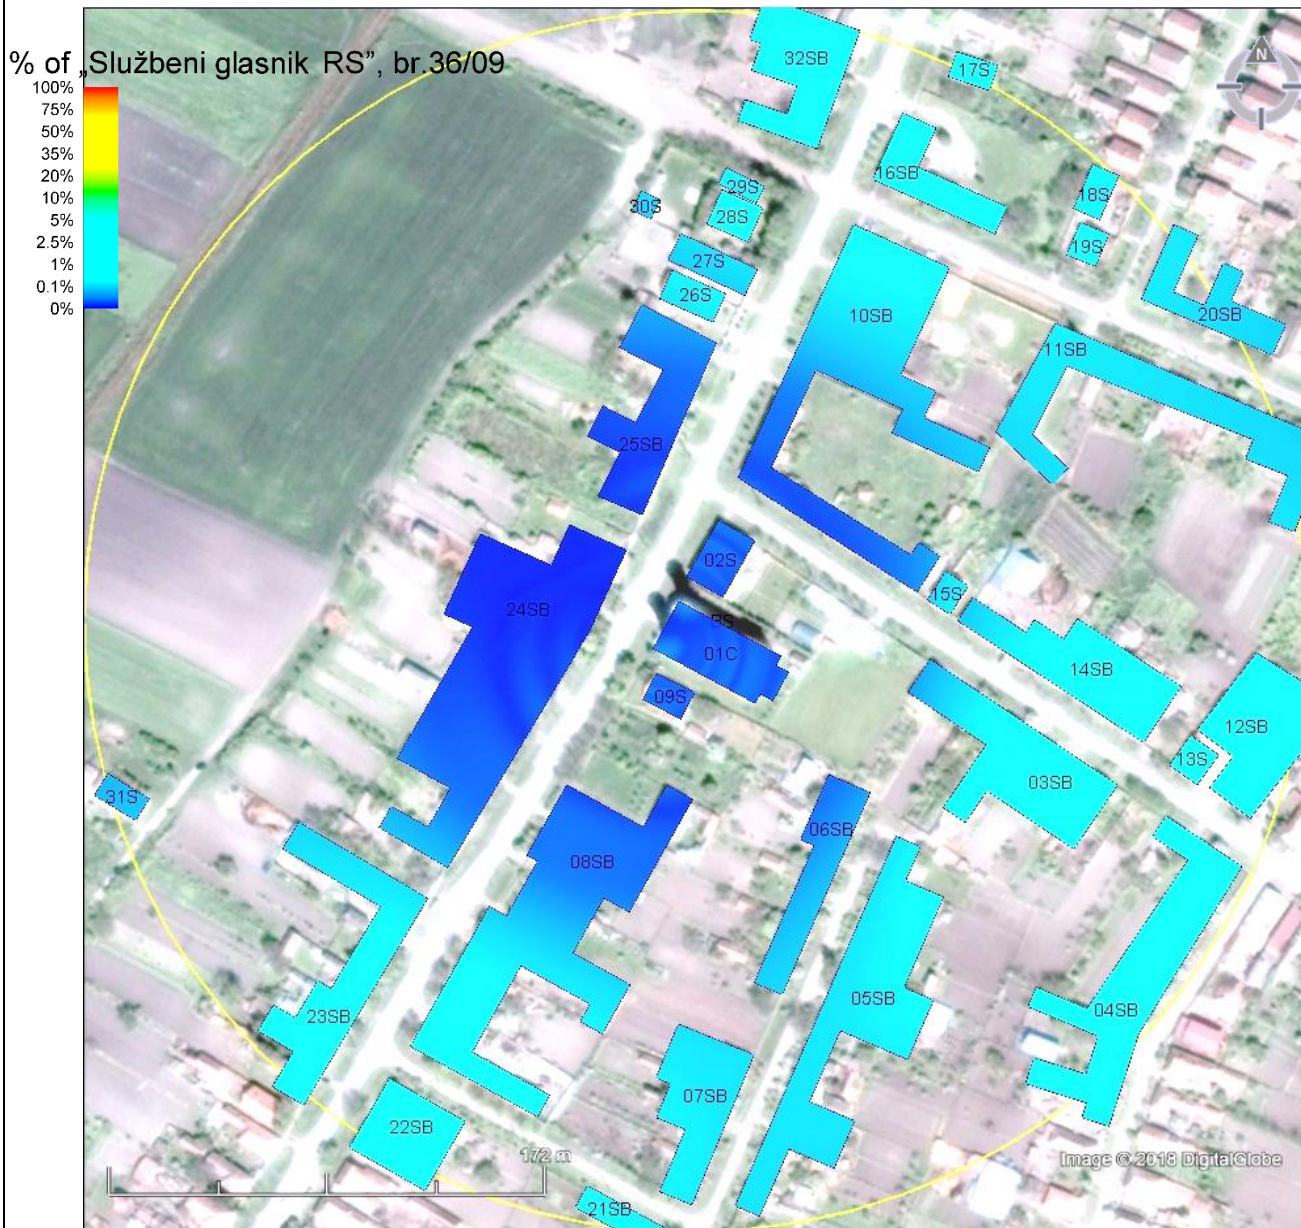 % of „Službeni glasnik RS”, br.36/09
100%
75%
50%
35%
20%
10%
5%
2.5%
1%
0.1%
0%
N
32SB
17S
16SB
29S
30S
28S
18S
19S
27S
26S
10SB
20SB
11SB
25SB
02S
15S
24SB
RS
01C
14SB
09S
12SB
13S
31S
03SB
06SB
08SB
05SB
04SB
23SB
07SB
22SB
172 m
Image © 2018 DigitalGlobe
21SB